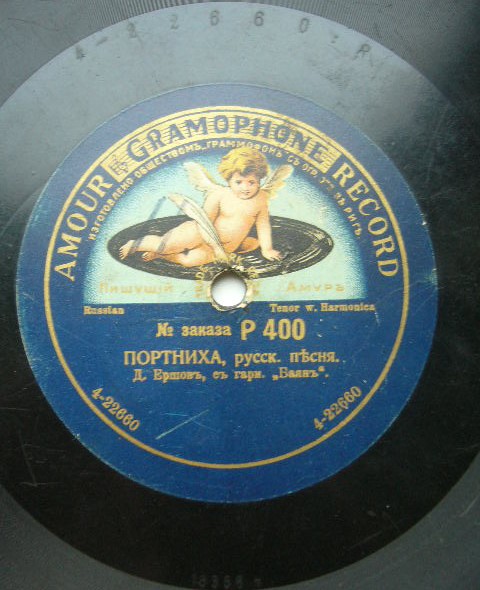 4-22660·R
AMOUR GRAMOPHONE RECORD
ИЗГОТОВЛЕНО ОБЩЕСТВОМЪ „ГРАММОФОНЪ" СЪ ОГР. ОТВ. ВЪ РИГѢ.
Пишущій Амуръ
Russian Tenor w. Harmonica
№ заказа P 400
ПОРТНИХА, русск. пѣсня.
Д. Ершовъ, съ гарм. „Баянъ".
4-22660 4-22660